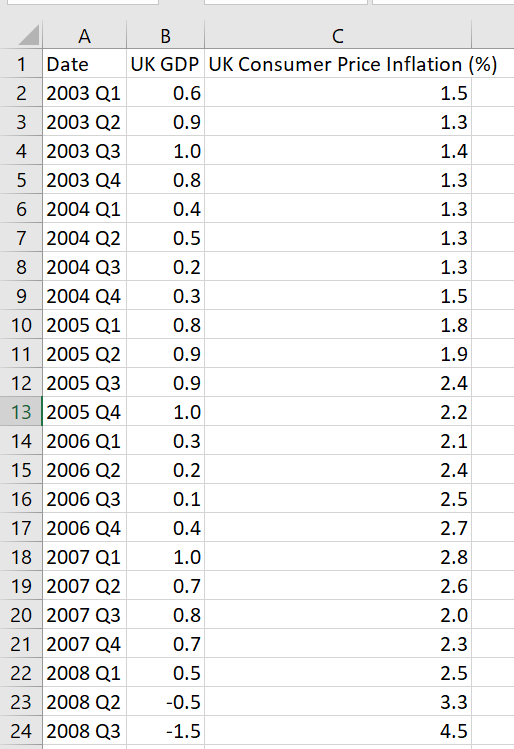 A B C
1 Date UK GDP UK Consumer Price Inflation (%)
2 2003 Q1 0.6 1.5
3 2003 Q2 0.9 1.3
4 2003 Q3 1.0 1.4
5 2003 Q4 0.8 1.3
6 2004 Q1 0.4 1.3
7 2004 Q2 0.5 1.3
8 2004 Q3 0.2 1.3
9 2004 Q4 0.3 1.5
10 2005 Q1 0.8 1.8
11 2005 Q2 0.9 1.9
12 2005 Q3 0.9 2.4
13 2005 Q4 1.0 2.2
14 2006 Q1 0.3 2.1
15 2006 Q2 0.2 2.4
16 2006 Q3 0.1 2.5
17 2006 Q4 0.4 2.7
18 2007 Q1 1.0 2.8
19 2007 Q2 0.7 2.6
20 2007 Q3 0.8 2.0
21 2007 Q4 0.7 2.3
22 2008 Q1 0.5 2.5
23 2008 Q2 -0.5 3.3
24 2008 Q3 -1.5 4.5